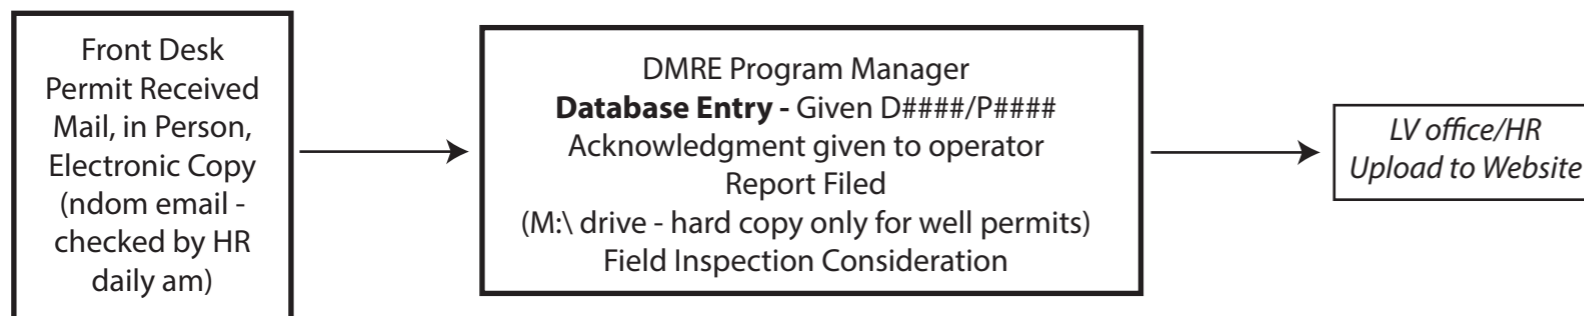 Front Desk
Permit Received
Mail, in Person,
Electronic Copy
(ndom email -
checked by HR
daily am)
DMRE Program Manager
Database Entry - Given D####/P####
Acknowledgment given to operator
Report Filed
(M:\ drive - hard copy only for well permits)
Field Inspection Consideration
LV office/HR
Upload to Website